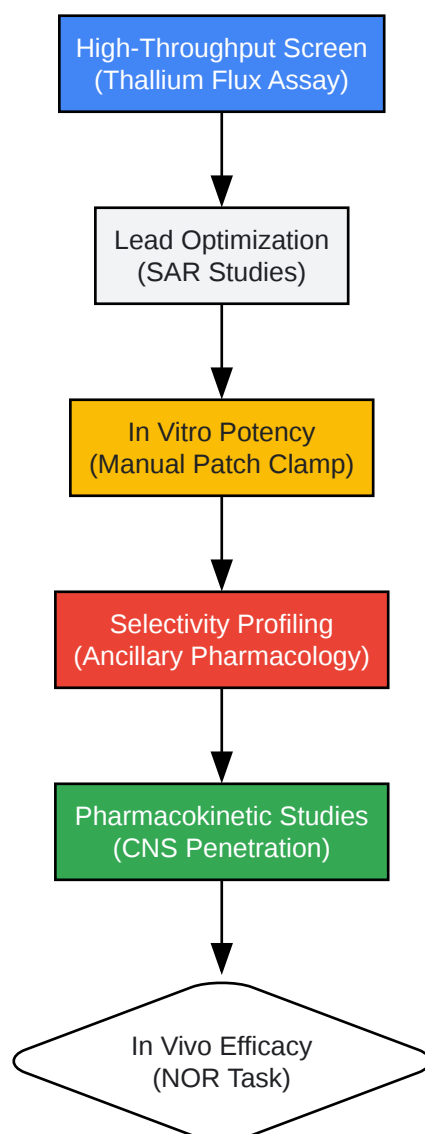 High-Throughput Screen
(Thallium Flux Assay)
Lead Optimization
(SAR Studies)
In Vitro Potency
(Manual Patch Clamp)
Selectivity Profiling
(Ancillary Pharmacology)
Pharmacokinetic Studies
(CNS Penetration)
In Vivo Efficacy
(NOR Task)